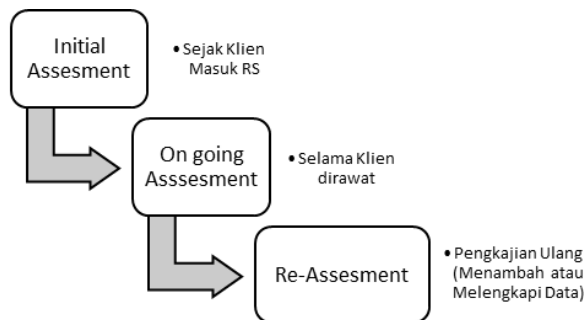 Initial
Assesment
• Sejak Klien
Masuk RS
On going
Asssesment
• Selama Klien
dirawat
Re-Assesment
• Pengkajian Ulang
(Menambah atau
Melengkapi Data)